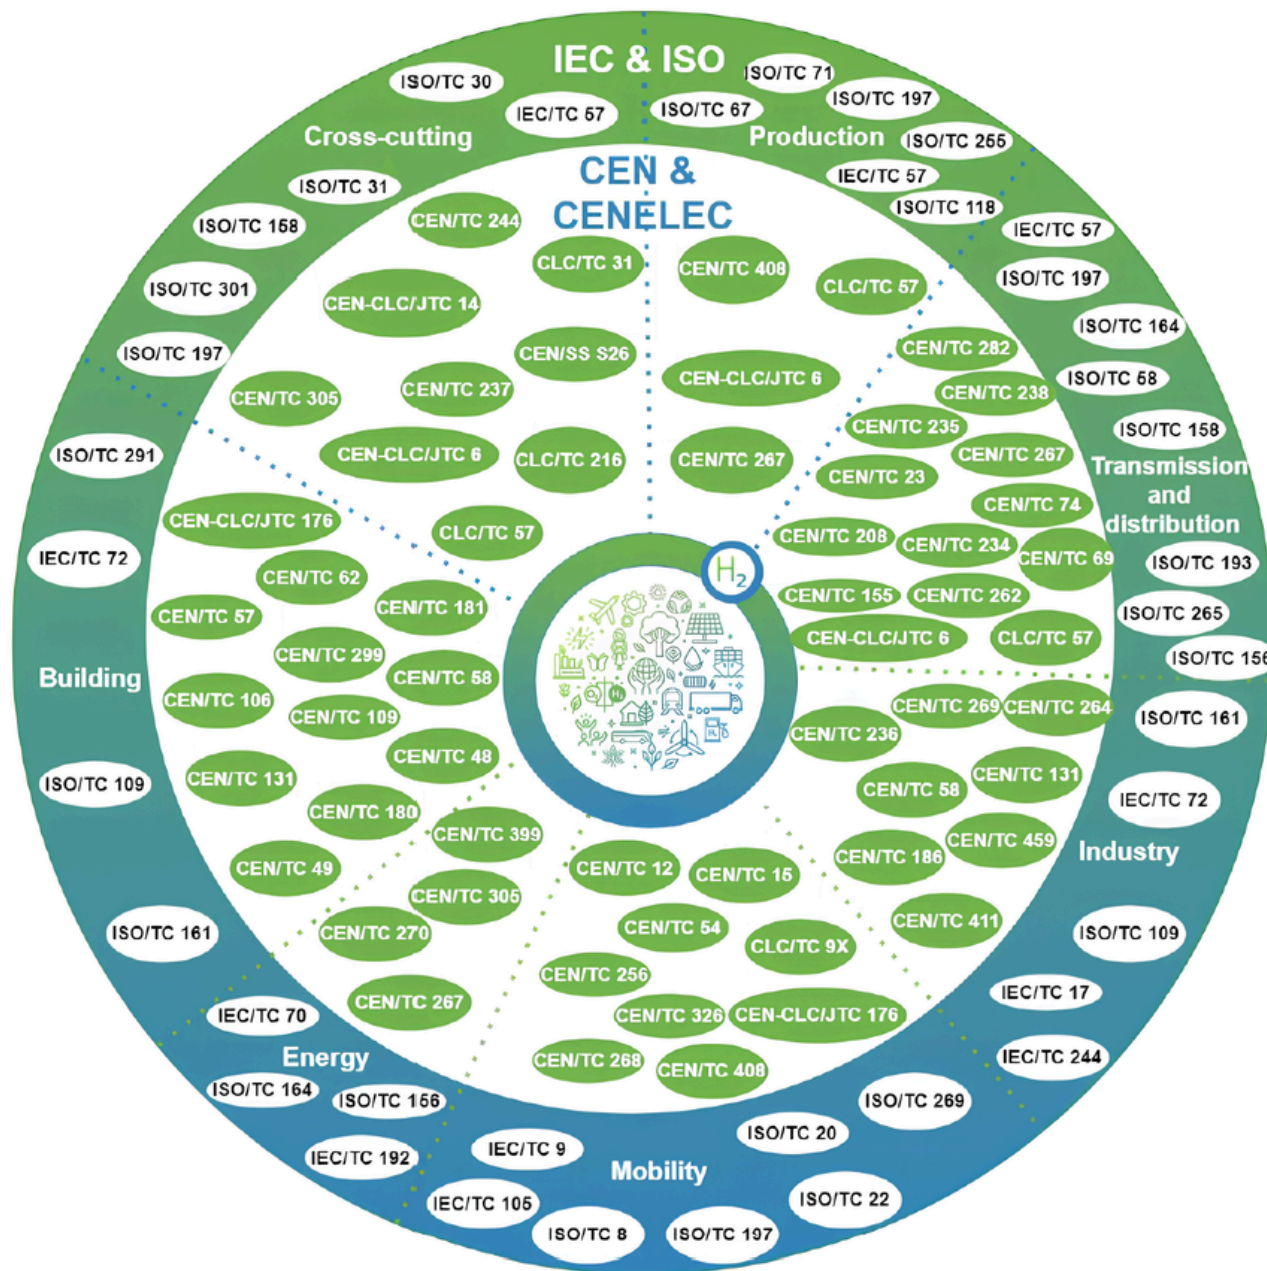 IEC & ISO
Cross-cutting
ISO/TC 30
IEC/TC 57
ISO/TC 31
ISO/TC 158
ISO/TC 301
ISO/TC 197
Production
ISO/TC 71
ISO/TC 67
ISO/TC 197
ISO/TC 255
IEC/TC 57
ISO/TC 118
IEC/TC 57
ISO/TC 197
ISO/TC 164
ISO/TC 58
ISO/TC 158
Transmission
and
distribution
ISO/TC 193
ISO/TC 265
ISO/TC 156
ISO/TC 161
IEC/TC 72
Industry
ISO/TC 109
IEC/TC 17
IEC/TC 244
ISO/TC 269
ISO/TC 20
Mobility
IEC/TC 9
IEC/TC 105
ISO/TC 8
ISO/TC 197
ISO/TC 22
IEC/TC 70
Energy
ISO/TC 164
ISO/TC 156
IEC/TC 192
ISO/TC 291
IEC/TC 72
Building
ISO/TC 109
ISO/TC 161
CEN &
CENELEC
CEN/TC 244
CLC/TC 31
CEN-CLC/JTC 14
CEN/SS S26
CEN/TC 237
CEN/TC 305
CEN-CLC/JTC 6
CLC/TC 216
CLC/TC 57
CEN/TC 408
CLC/TC 57
CEN-CLC/JTC 6
CEN/TC 267
CEN/TC 282
CEN/TC 238
CEN/TC 235
CEN/TC 267
CEN/TC 23
CEN/TC 74
CEN/TC 208
CEN/TC 234
CEN/TC 69
CEN/TC 155
CEN/TC 262
CEN-CLC/JTC 6
CLC/TC 57
CEN/TC 269
CEN/TC 264
CEN/TC 236
CEN/TC 131
CEN/TC 58
CEN/TC 459
CEN/TC 186
CEN/TC 411
CEN/TC 12
CEN/TC 15
CEN/TC 54
CLC/TC 9X
CEN/TC 256
CEN/TC 326
CEN-CLC/JTC 176
CEN/TC 268
CEN/TC 408
CEN/TC 399
CEN/TC 305
CEN/TC 270
CEN/TC 267
CEN-CLC/JTC 176
CEN/TC 62
CEN/TC 181
CEN/TC 57
CEN/TC 299
CEN/TC 58
CEN/TC 106
CEN/TC 109
CEN/TC 48
CEN/TC 131
CEN/TC 180
CEN/TC 49
H₂